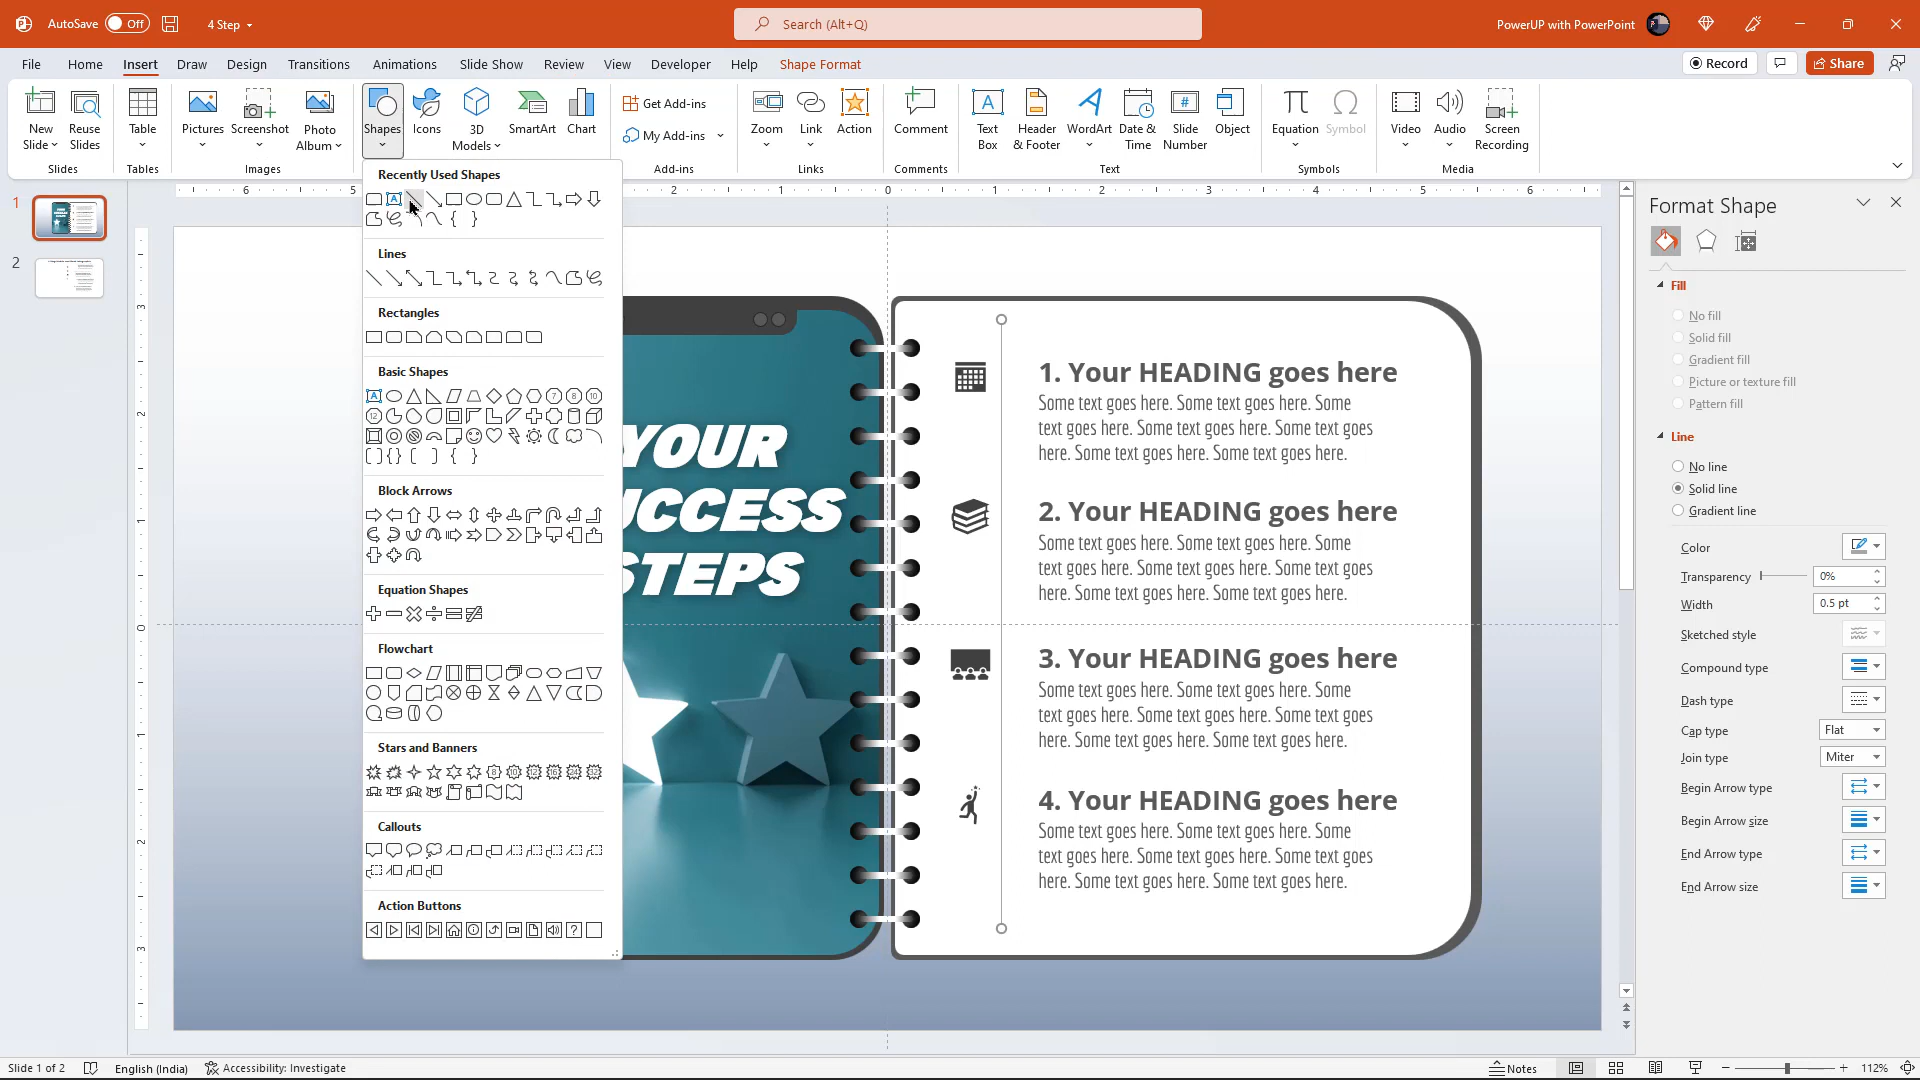 AutoSave Off 4 Step Search (Alt+Q) PowerUP with PowerPoint
File Home Insert Draw Design Transitions Animations Slide Show Review View Developer Help Shape Format Record Share
New Slide
Reuse Slides
Slides
Table
Tables
Pictures
Screenshot
Photo Album
Images
Shapes
Icons
3D Models
SmartArt
Chart
Get Add-ins
My Add-ins
Add-ins
Zoom
Link
Action
Links
Comment
Comments
Text Box
Header & Footer
WordArt
Date & Time
Slide Number
Object
Text
Equation
Symbol
Symbols
Video
Audio
Screen Recording
Media
Recently Used Shapes
Lines
Rectangles
Basic Shapes
Block Arrows
Equation Shapes
Flowchart
Stars and Banners
Callouts
Action Buttons
1
2
YOUR
UCCESS
STEPS
1. Your HEADING goes here
Some text goes here. Some text goes here. Some
text goes here. Some text goes here. Some text goes
here. Some text goes here. Some text goes here.
2. Your HEADING goes here
Some text goes here. Some text goes here. Some
text goes here. Some text goes here. Some text goes
here. Some text goes here. Some text goes here.
3. Your HEADING goes here
Some text goes here. Some text goes here. Some
text goes here. Some text goes here. Some text goes
here. Some text goes here. Some text goes here.
4. Your HEADING goes here
Some text goes here. Some text goes here. Some
text goes here. Some text goes here. Some text goes
here. Some text goes here. Some text goes here.
Format Shape
Fill
No fill
Solid fill
Gradient fill
Picture or texture fill
Pattern fill
Line
No line
Solid line
Gradient line
Color
Transparency 0%
Width 0.5 pt
Sketched style
Compound type
Dash type
Cap type Flat
Join type Miter
Begin Arrow type
Begin Arrow size
End Arrow type
End Arrow size
Slide 1 of 2 English (India) Accessibility: Investigate Notes 112%